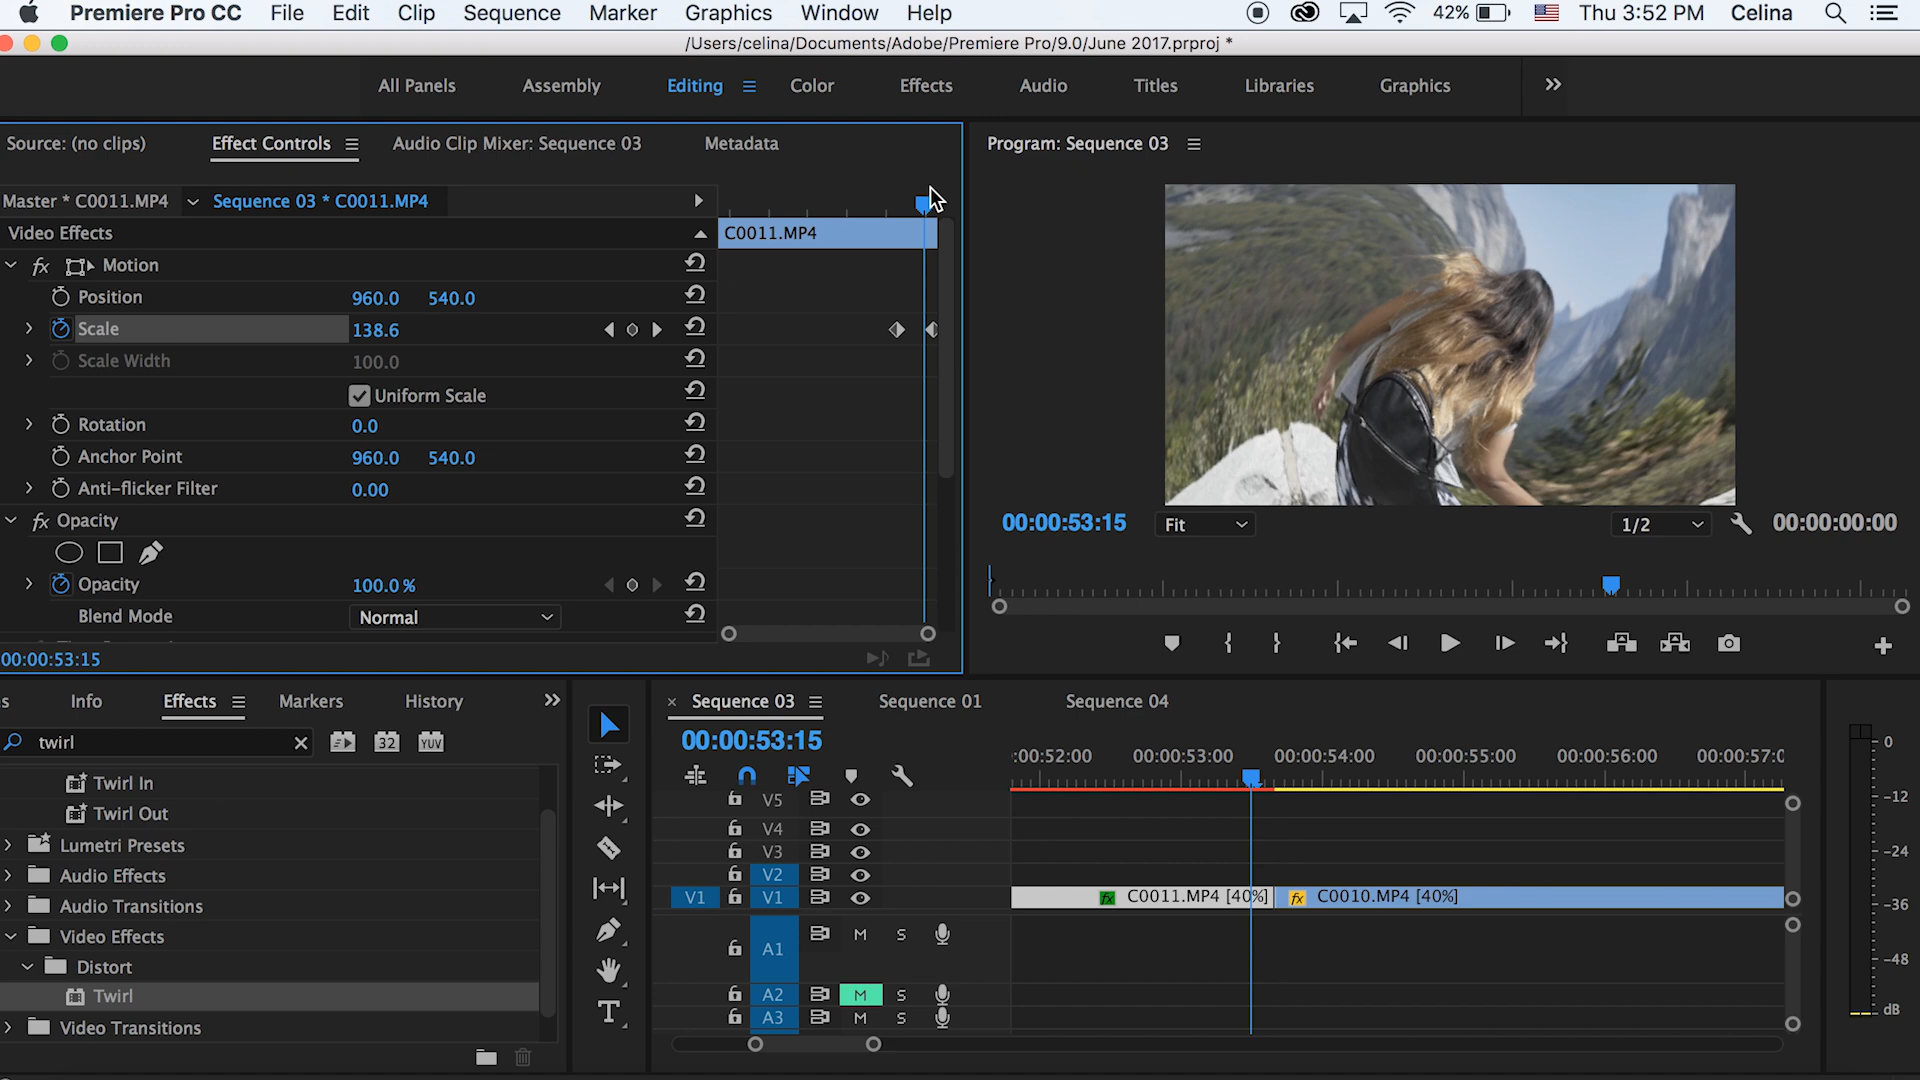 Premiere Pro CC File Edit Clip Sequence Marker Graphics Window Help 42% Thu 3:52 PM Celina
/Users/celina/Documents/Adobe/Premiere Pro/9.0/June 2017.prproj *
All Panels Assembly Editing Color Effects Audio Titles Libraries Graphics
Source: (no clips) Effect Controls Audio Clip Mixer: Sequence 03 Metadata
Master * C0011.MP4 Sequence 03 * C0011.MP4
Video Effects C0011.MP4
fx Motion
Position 960.0 540.0
Scale 138.6
Scale Width 100.0
Uniform Scale
Rotation 0.0
Anchor Point 960.0 540.0
Anti-flicker Filter 0.00
fx Opacity
Opacity 100.0 %
Blend Mode Normal
00:00:53:15
Program: Sequence 03
00:00:53:15 Fit 1/2 00:00:00:00
Info Effects Markers History
twirl 32 YUV
Twirl In
Twirl Out
Lumetri Presets
Audio Effects
Audio Transitions
Video Effects
Distort
Twirl
Video Transitions
Sequence 03 Sequence 01 Sequence 04
00:00:53:15
:00:52:00 00:00:53:00 00:00:54:00 00:00:55:00 00:00:56:00 00:00:57:0
V5
V4
V3
V2
V1 V1 fx C0011.MP4 [40%] fx C0010.MP4 [40%]
A1 M S
A2 M S
A3 M S
0
-12
-24
-36
-48
dB